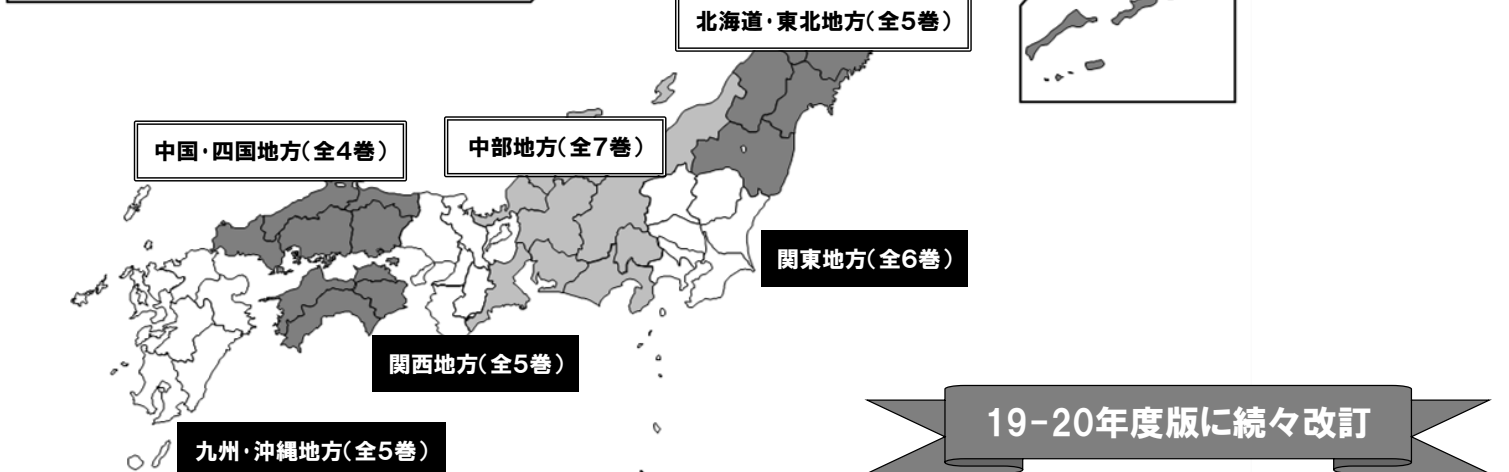 北海道・東北地方(全5巻)
中国・四国地方(全4巻)
中部地方(全7巻)
関東地方(全6巻)
関西地方(全5巻)
19-20年度版に続々改訂
九州・沖縄地方(全5巻)